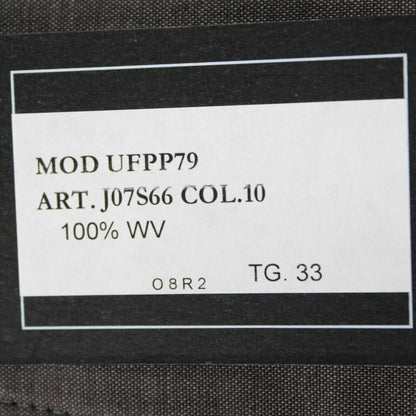 MOD UFPP79
ART. J07S66 COL.10
100% WV
O8R2 TG. 33